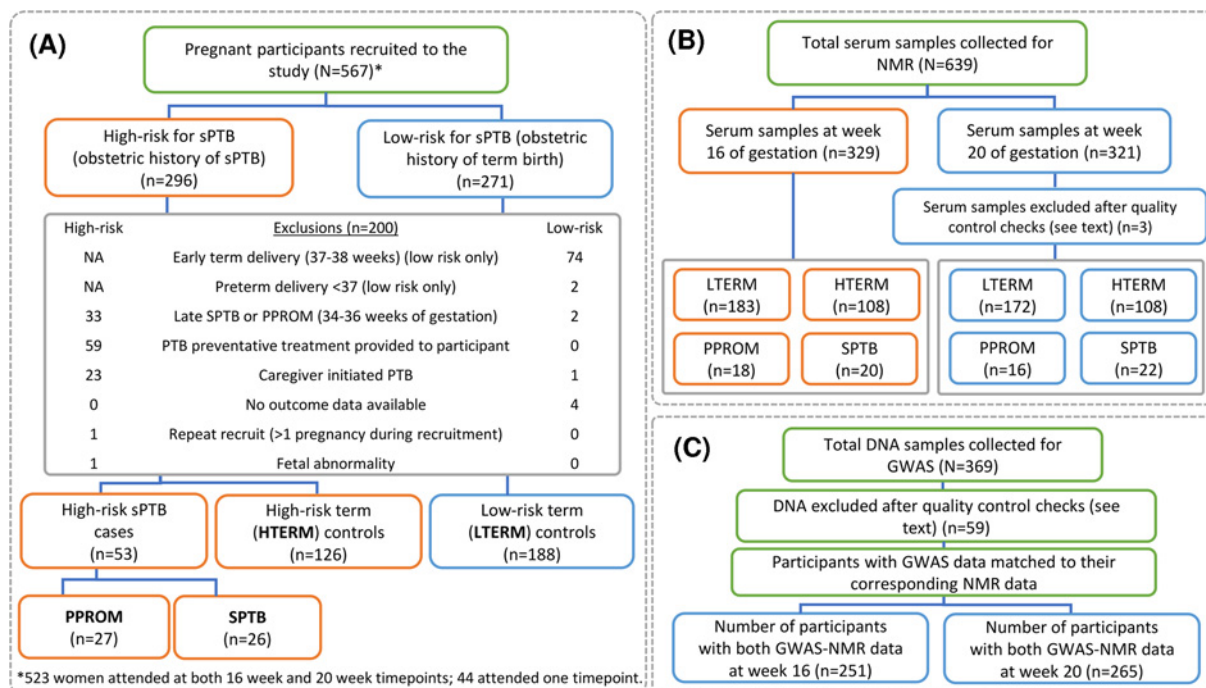 (A)
Pregnant participants recruited to the
study (N=567)*
High-risk for sPTB
(obstetric history of sPTB)
(n=296)
Low-risk for sPTB (obstetric
history of term birth)
(n=271)
High-risk Exclusions (n=200) Low-risk
NA Early term delivery (37-38 weeks) (low risk only) 74
NA Preterm delivery <37 (low risk only) 2
33 Late SPTB or PPROM (34-36 weeks of gestation) 2
59 PTB preventative treatment provided to participant 0
23 Caregiver initiated PTB 1
0 No outcome data available 4
1 Repeat recruit (>1 pregnancy during recruitment) 0
1 Fetal abnormality 0
High-risk sPTB
cases
(n=53)
High-risk term
(HTERM) controls
(n=126)
Low-risk term
(LTERM) controls
(n=188)
PPROM
(n=27)
SPTB
(n=26)
*523 women attended at both 16 week and 20 week timepoints; 44 attended one timepoint.
(B)
Total serum samples collected for
NMR (N=639)
Serum samples at week
16 of gestation (n=329)
Serum samples at week
20 of gestation (n=321)
Serum samples excluded after quality
control checks (see text) (n=3)
LTERM
(n=183)
HTERM
(n=108)
PPROM
(n=18)
SPTB
(n=20)
LTERM
(n=172)
HTERM
(n=108)
PPROM
(n=16)
SPTB
(n=22)
(C)
Total DNA samples collected for
GWAS (N=369)
DNA excluded after quality control checks (see
text) (n=59)
Participants with GWAS data matched to their
corresponding NMR data
Number of participants
with both GWAS-NMR data
at week 16 (n=251)
Number of participants
with both GWAS-NMR data
at week 20 (n=265)